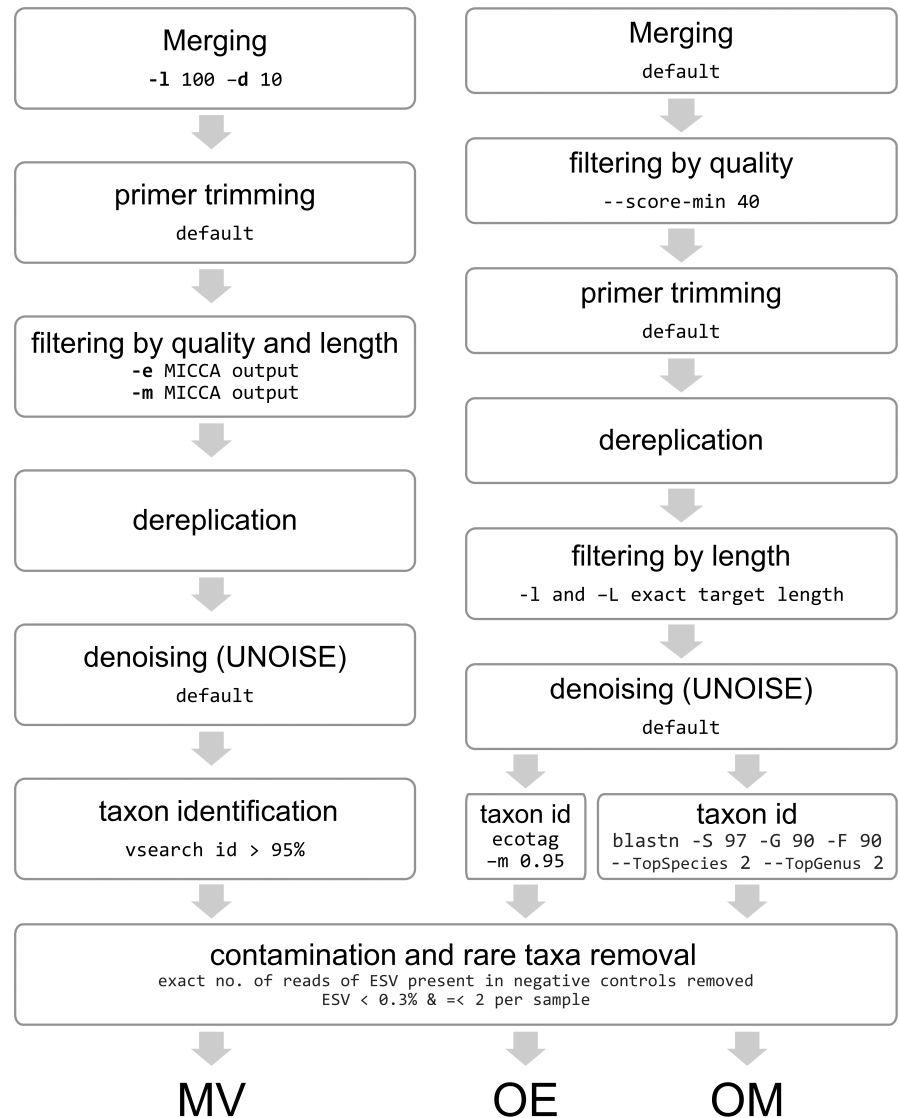 Merging
-l 100 –d 10
primer trimming
default
filtering by quality and length
-e MICCA output
-m MICCA output
dereplication
denoising (UNOISE)
default
taxon identification
vsearch id > 95%
Merging
default
filtering by quality
--score-min 40
primer trimming
default
dereplication
filtering by length
-l and –L exact target length
denoising (UNOISE)
default
taxon id
ecotag
–m 0.95
taxon id
blastn -S 97 -G 90 -F 90
--TopSpecies 2 --TopGenus 2
contamination and rare taxa removal
exact no. of reads of ESV present in negative controls removed
ESV < 0.3% & =< 2 per sample
MV
OE
OM